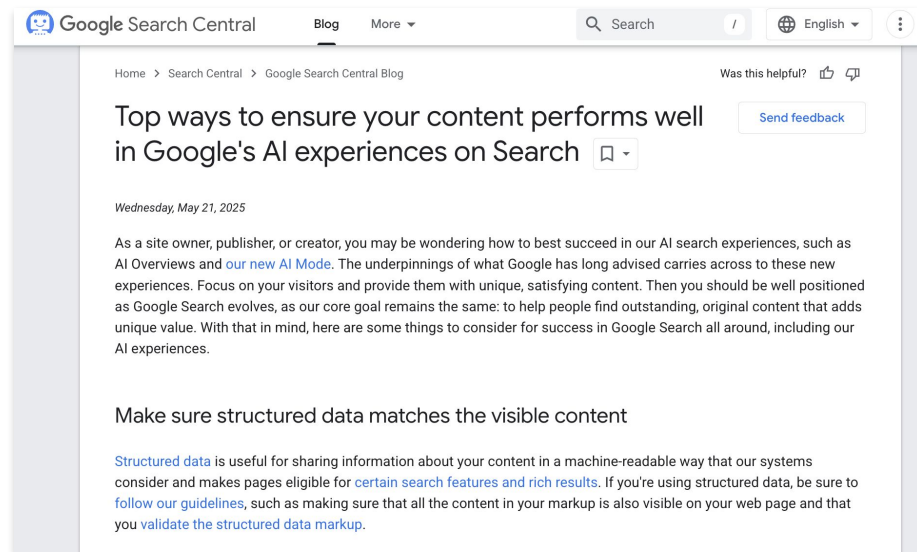 Google Search Central
Blog
More
Search
/
English
Home > Search Central > Google Search Central Blog
Was this helpful?
Top ways to ensure your content performs well
in Google's AI experiences on Search
Send feedback
Wednesday, May 21, 2025
As a site owner, publisher, or creator, you may be wondering how to best succeed in our AI search experiences, such as
AI Overviews and our new AI Mode. The underpinnings of what Google has long advised carries across to these new
experiences. Focus on your visitors and provide them with unique, satisfying content. Then you should be well positioned
as Google Search evolves, as our core goal remains the same: to help people find outstanding, original content that adds
unique value. With that in mind, here are some things to consider for success in Google Search all around, including our
AI experiences.
Make sure structured data matches the visible content
Structured data is useful for sharing information about your content in a machine-readable way that our systems
consider and makes pages eligible for certain search features and rich results. If you're using structured data, be sure to
follow our guidelines, such as making sure that all the content in your markup is also visible on your web page and that
you validate the structured data markup.